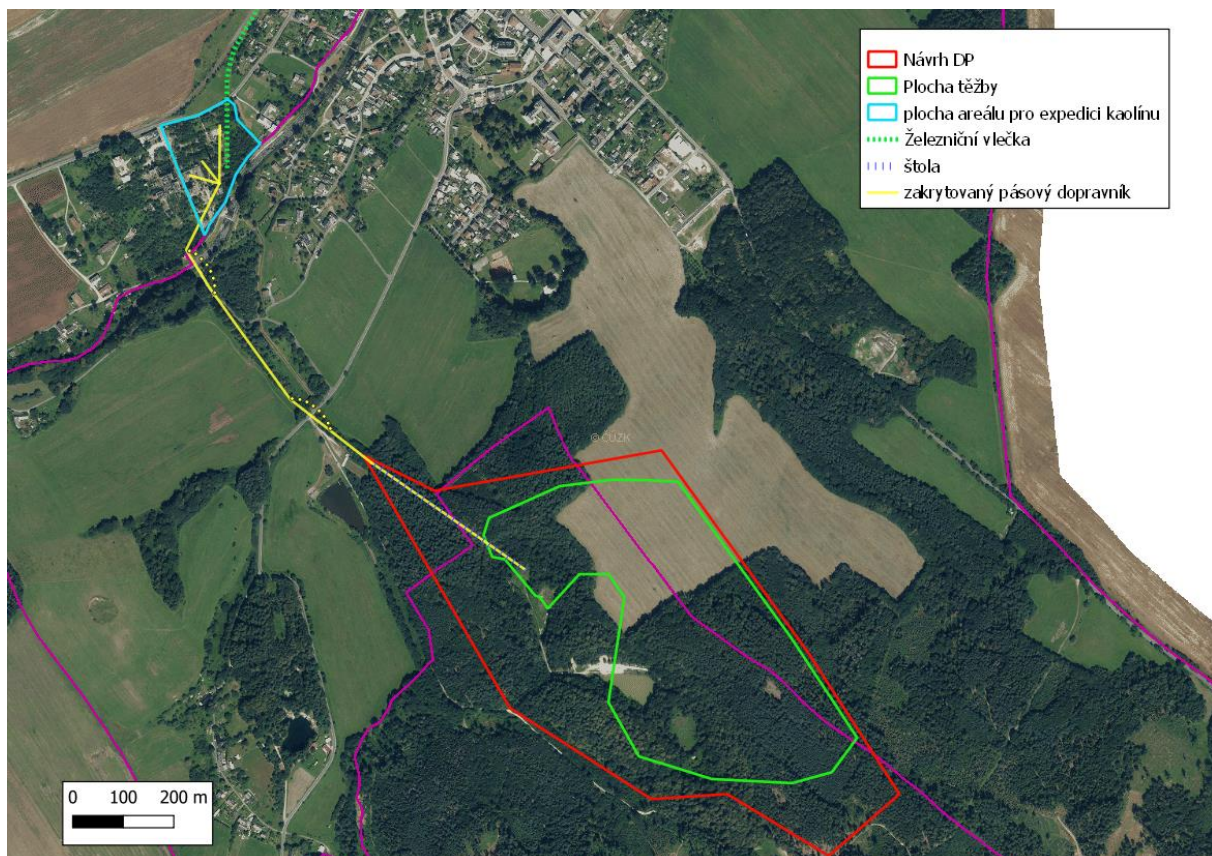 Návrh DP
Plocha těžby
plocha areálu pro expedici kaolínu
Železniční vlečka
štola
zakrytovaný pásový dopravník
© ČÚZK
0 100 200 m